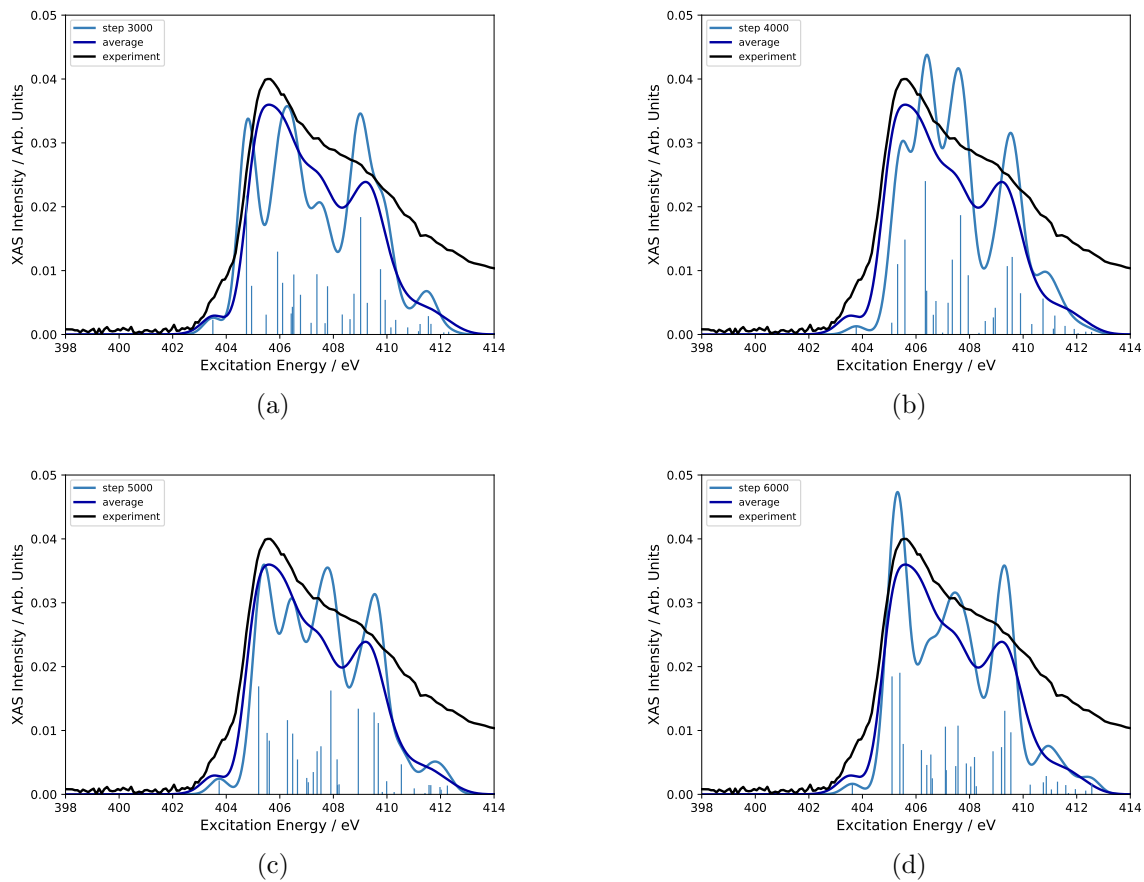 0.05
0.04
0.03
0.02
0.01
0.00
XAS Intensity / Arb. Units
step 3000
average
experiment
398 400 402 404 406 408 410 412 414
Excitation Energy / eV
(a)
0.05
0.04
0.03
0.02
0.01
0.00
XAS Intensity / Arb. Units
step 4000
average
experiment
398 400 402 404 406 408 410 412 414
Excitation Energy / eV
(b)
0.05
0.04
0.03
0.02
0.01
0.00
XAS Intensity / Arb. Units
step 5000
average
experiment
398 400 402 404 406 408 410 412 414
Excitation Energy / eV
(c)
0.05
0.04
0.03
0.02
0.01
0.00
XAS Intensity / Arb. Units
step 6000
average
experiment
398 400 402 404 406 408 410 412 414
Excitation Energy / eV
(d)